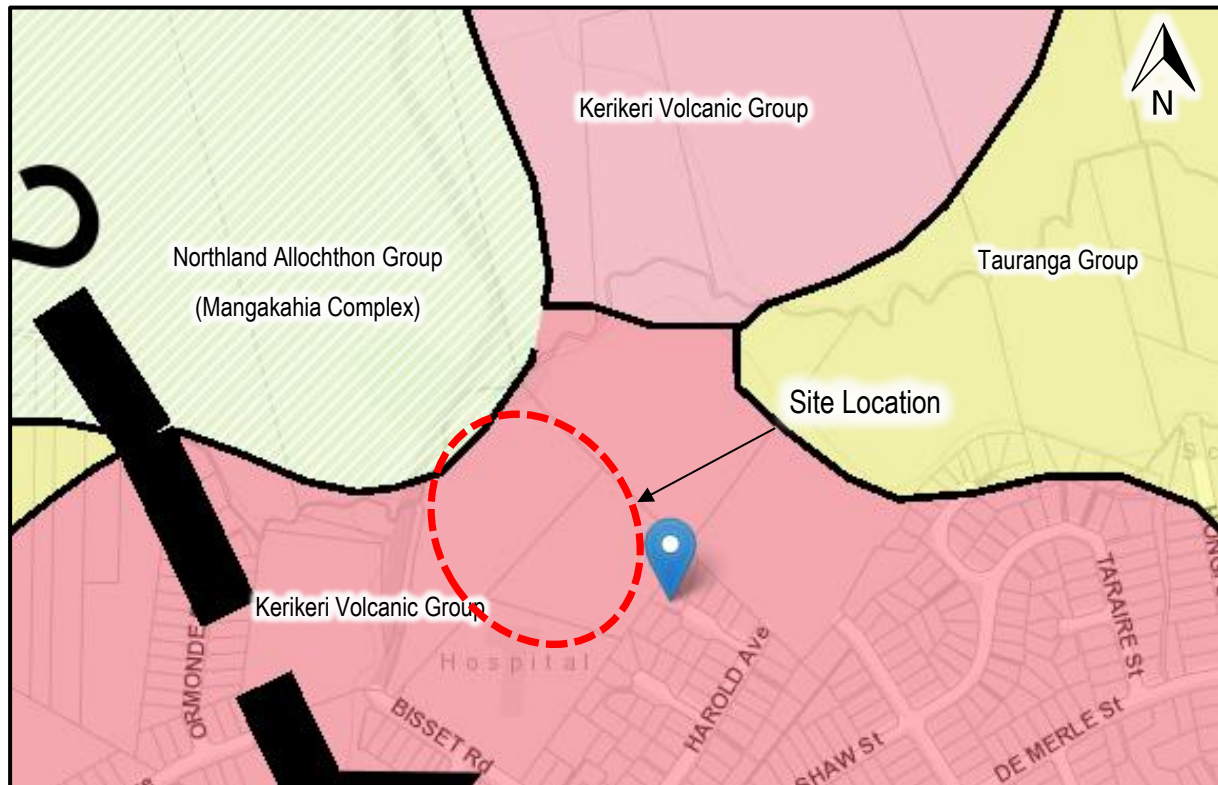 Kerikeri Volcanic Group
N
Northland Allochthon Group
(Mangakahia Complex)
Tauranga Group
Site Location
Kerikeri Volcanic Group
Hospital
ORMONDE
BISSET Rd
HAROLD Ave
SHAW St
DE MERLE St
TARAIRE St